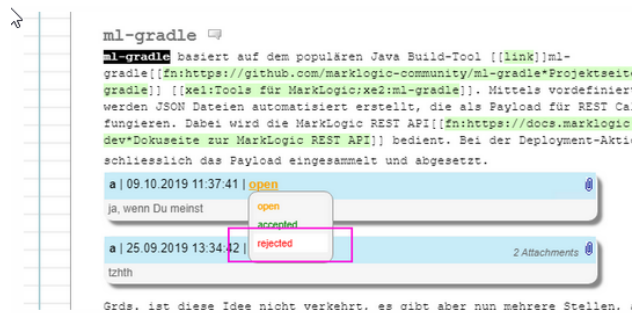 ml-gradle
ml-gradle basiert auf dem populären Java Build-Tool [[link]]ml-
gradle[[fn:https://github.com/marklogic-community/ml-gradle*Projektseite
gradle]] [[xe1:Tools für MarkLogic;xe2:ml-gradle]]. Mittels vordefinier
werden JSON Dateien automatisiert erstellt, die als Payload für REST Ca
fungieren. Dabei wird die MarkLogic REST API[[fn:https://docs.marklogic
dev*Dokuseite zur MarkLogic REST API]] bedient. Bei der Deployment-Akti
schliesslich das Payload eingesammelt und abgesetzt.
a | 09.10.2019 11:37:41 | open
ja, wenn Du meinst
open
accepted
rejected
a | 25.09.2019 13:34:42 |
2 Attachments
tzhth
Grds. ist diese Idee nicht verkehrt, es gibt aber nun mehrere Stellen,